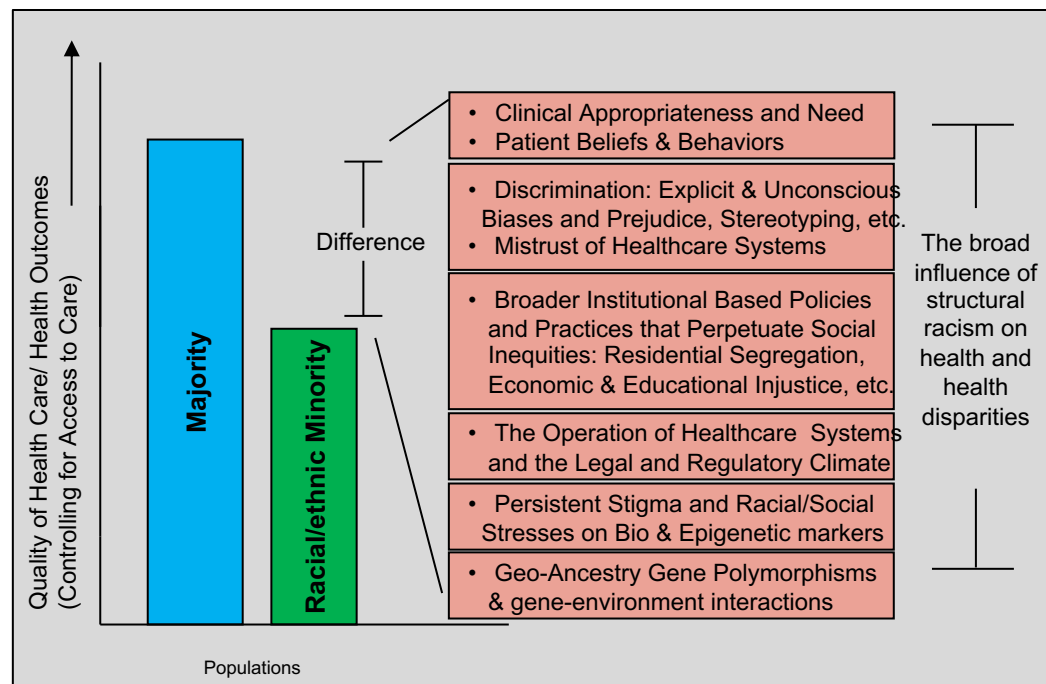 Quality of Health Care/ Health Outcomes
(Controlling for Access to Care)
Majority
Racial/ethnic Minority
Populations
Difference
• Clinical Appropriateness and Need
• Patient Beliefs & Behaviors
• Discrimination: Explicit & Unconscious
Biases and Prejudice, Stereotyping, etc.
• Mistrust of Healthcare Systems
• Broader Institutional Based Policies
and Practices that Perpetuate Social
Inequities: Residential Segregation,
Economic & Educational Injustice, etc.
• The Operation of Healthcare Systems
and the Legal and Regulatory Climate
• Persistent Stigma and Racial/Social
Stresses on Bio & Epigenetic markers
• Geo-Ancestry Gene Polymorphisms
& gene-environment interactions
The broad
influence of
structural
racism on
health and
health
disparities